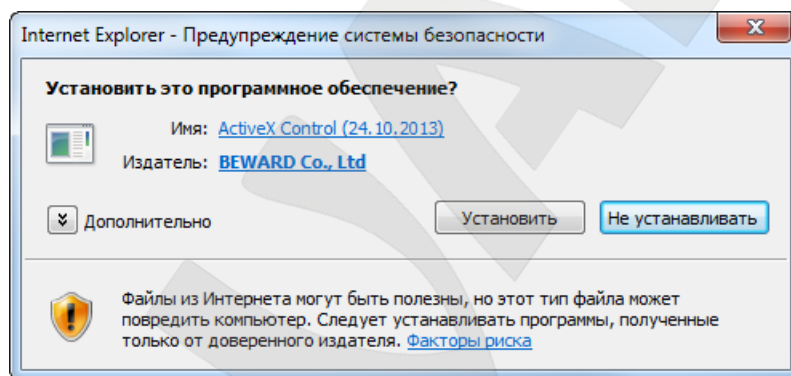 Internet Explorer - Предупреждение системы безопасности
Установить это программное обеспечение?
Имя: ActiveX Control (24.10.2013)
Издатель: BEWARD Co., Ltd
Дополнительно
Установить
Не устанавливать
Файлы из Интернета могут быть полезны, но этот тип файла может
повредить компьютер. Следует устанавливать программы, полученные
только от доверенного издателя. Факторы риска